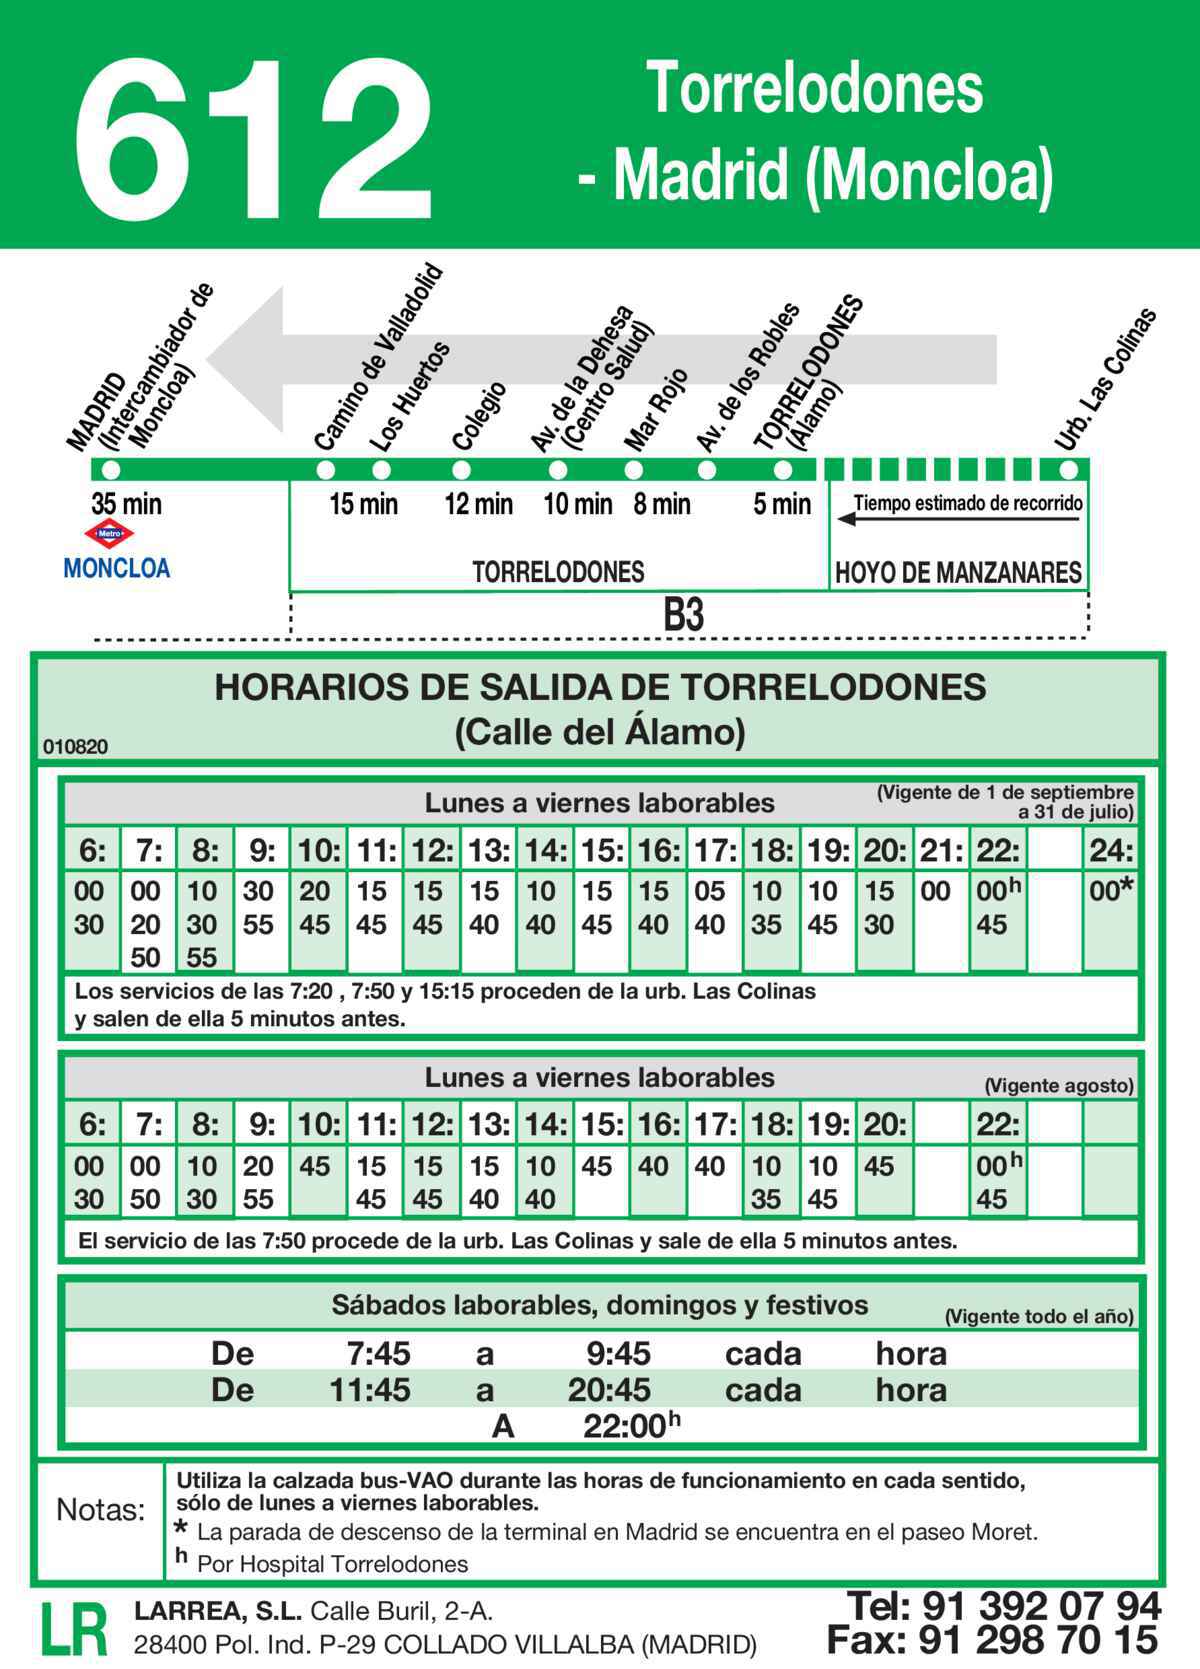 612
Torrelodones
- Madrid (Moncloa)
MADRID
(Intercambiador de
Moncloa)
Camino de Valladolid
Los Huertos
Colegio
Av. de la Dehesa
(Centro Salud)
Mar Rojo
Av. de los Robles
TORRELODONES
(Álamo)
Urb. Las Colinas
35 min 15 min 12 min 10 min 8 min 5 min Tiempo estimado de recorrido
Metro
MONCLOA
TORRELODONES HOYO DE MANZANARES
B3
HORARIOS DE SALIDA DE TORRELODONES
(Calle del Álamo)
010820
Lunes a viernes laborables (Vigente de 1 de septiembre
a 31 de julio)
6: 7: 8: 9: 10: 11: 12: 13: 14: 15: 16: 17: 18: 19: 20: 21: 22: 24:
00 00 10 30 20 15 15 15 10 15 15 05 10 10 15 00 00h 00*
30 20 30 55 45 45 45 40 40 45 40 40 35 45 30 45
50 55
Los servicios de las 7:20 , 7:50 y 15:15 proceden de la urb. Las Colinas
y salen de ella 5 minutos antes.
Lunes a viernes laborables (Vigente agosto)
6: 7: 8: 9: 10: 11: 12: 13: 14: 15: 16: 17: 18: 19: 20: 22:
00 00 10 20 45 15 15 15 10 45 40 40 10 10 45 00h
30 50 30 55 45 45 40 40 35 45 45
El servicio de las 7:50 procede de la urb. Las Colinas y sale de ella 5 minutos antes.
Sábados laborables, domingos y festivos (Vigente todo el año)
De 7:45 a 9:45 cada hora
De 11:45 a 20:45 cada hora
A 22:00h
Notas:
Utiliza la calzada bus-VAO durante las horas de funcionamiento en cada sentido,
sólo de lunes a viernes laborables.
* La parada de descenso de la terminal en Madrid se encuentra en el paseo Moret.
h Por Hospital Torrelodones
LR
LARREA, S.L. Calle Buril, 2-A.
28400 Pol. Ind. P-29 COLLADO VILLALBA (MADRID)
Tel: 91 392 07 94
Fax: 91 298 70 15